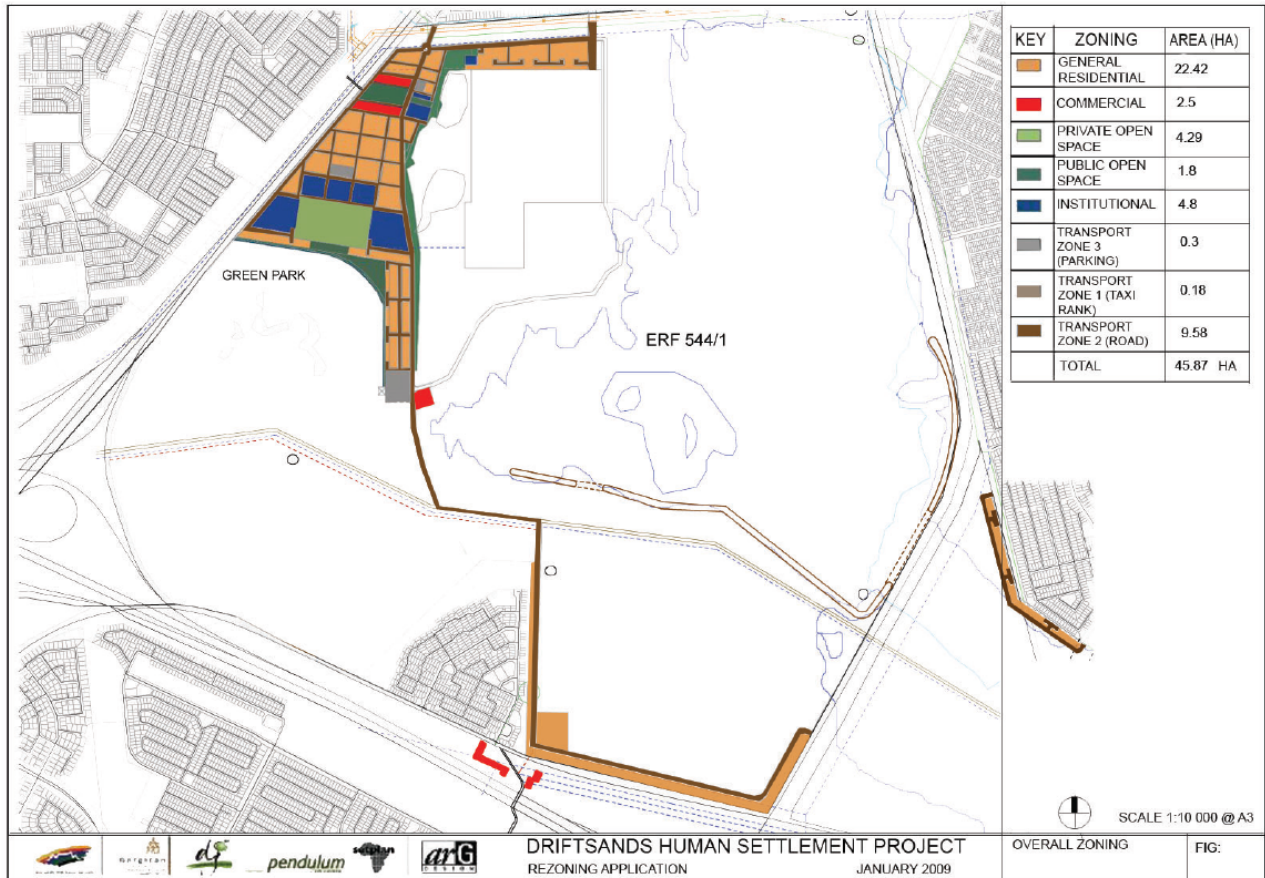 KEY ZONING AREA (HA)
GENERAL
RESIDENTIAL 22.42
COMMERCIAL 2.5
PRIVATE OPEN
SPACE 4.29
PUBLIC OPEN
SPACE 1.8
INSTITUTIONAL 4.8
TRANSPORT
ZONE 3
(PARKING) 0.3
TRANSPORT
ZONE 1 (TAXI
RANK) 0.18
TRANSPORT
ZONE 2 (ROAD) 9.58
TOTAL 45.87 HA
GREEN PARK
ERF 544/1
SCALE 1:10 000 @ A3
pendulum
setplan
arG
DESIGN
DRIFTSANDS HUMAN SETTLEMENT PROJECT
REZONING APPLICATION JANUARY 2009
OVERALL ZONING
FIG: